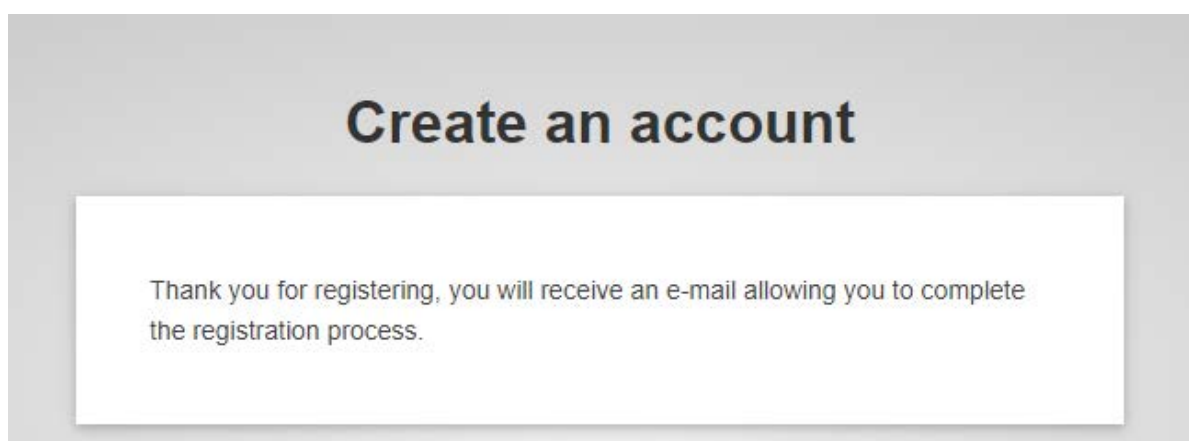 Create an account
Thank you for registering, you will receive an e-mail allowing you to complete
the registration process.